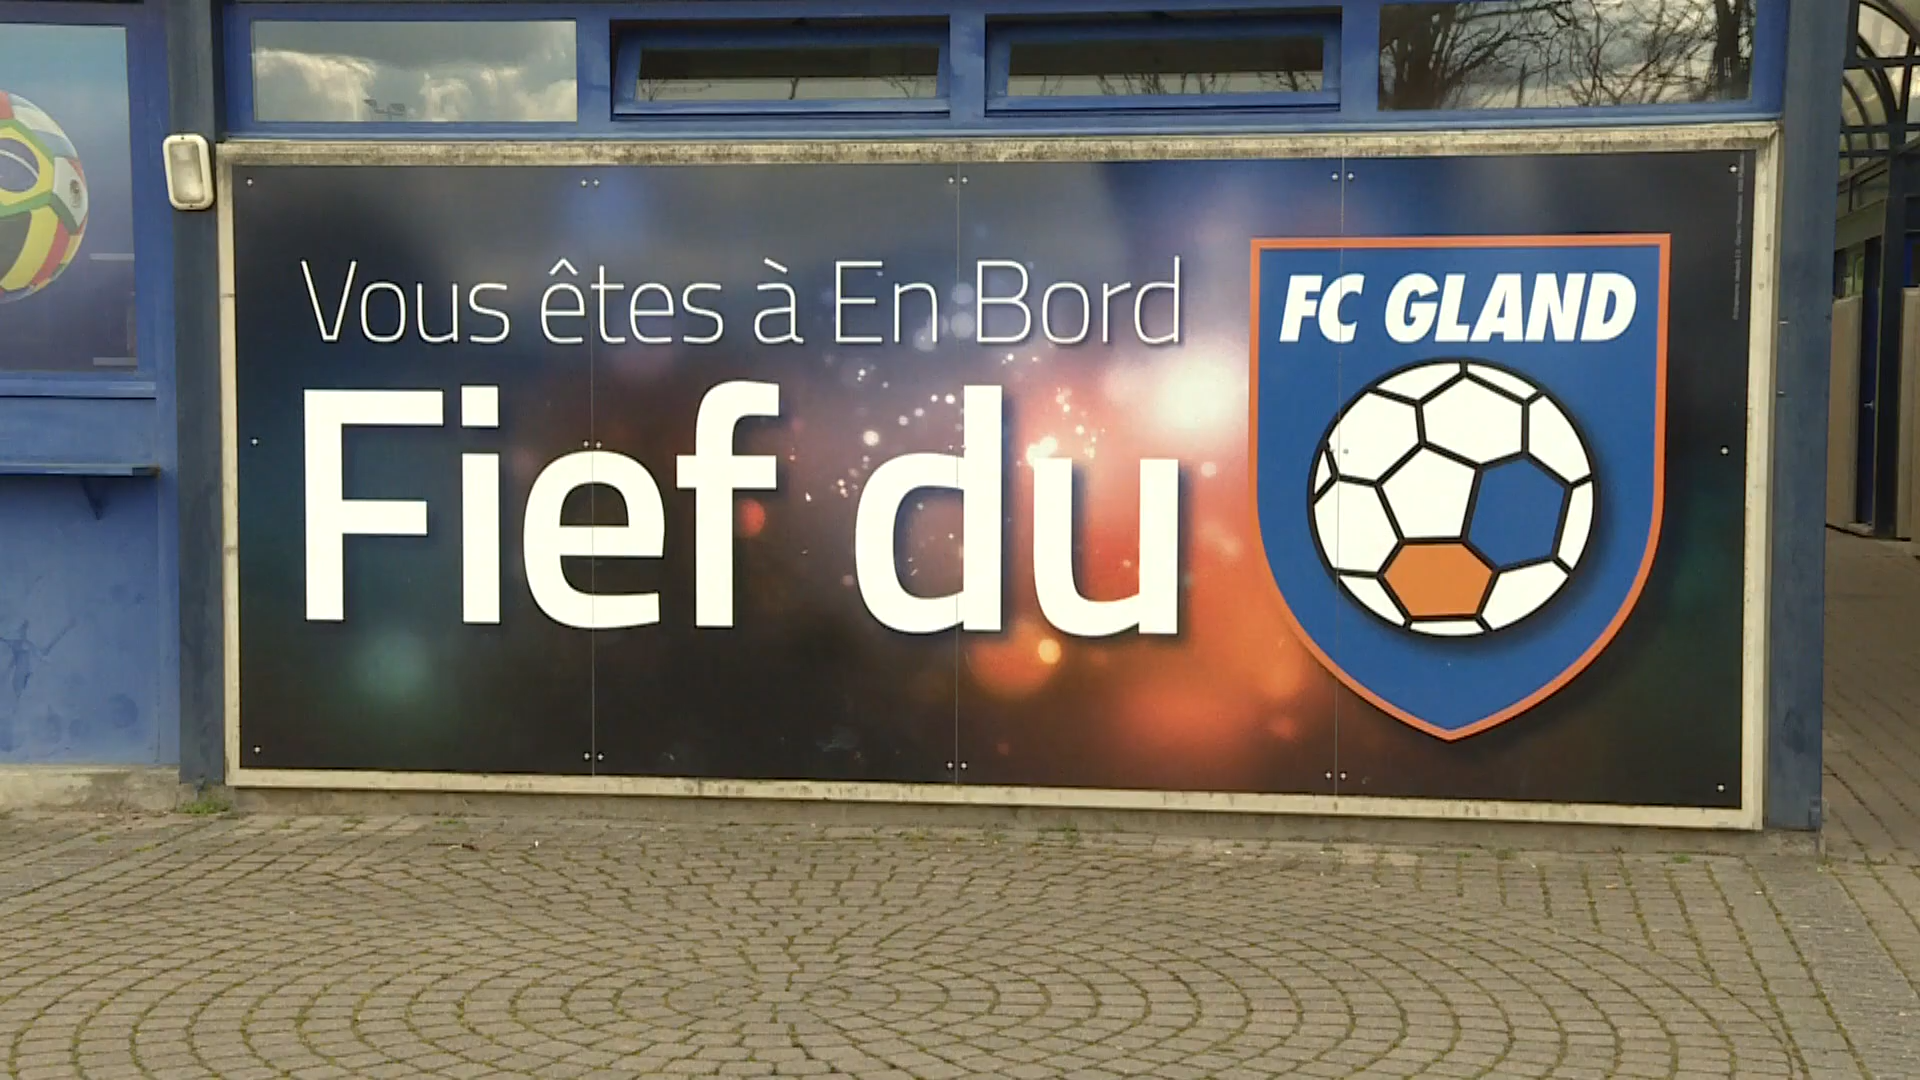 Vous êtes à En Bord
Fief du
FC GLAND